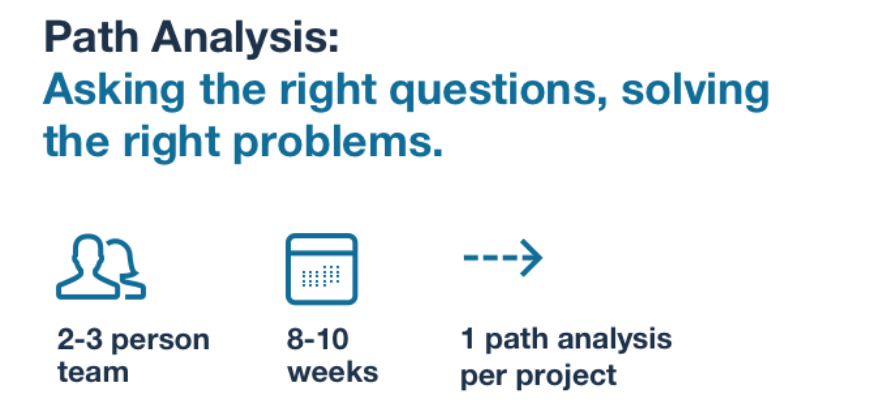 Path Analysis:
Asking the right questions, solving
the right problems.
2-3 person
team
8-10
weeks
1 path analysis
per project